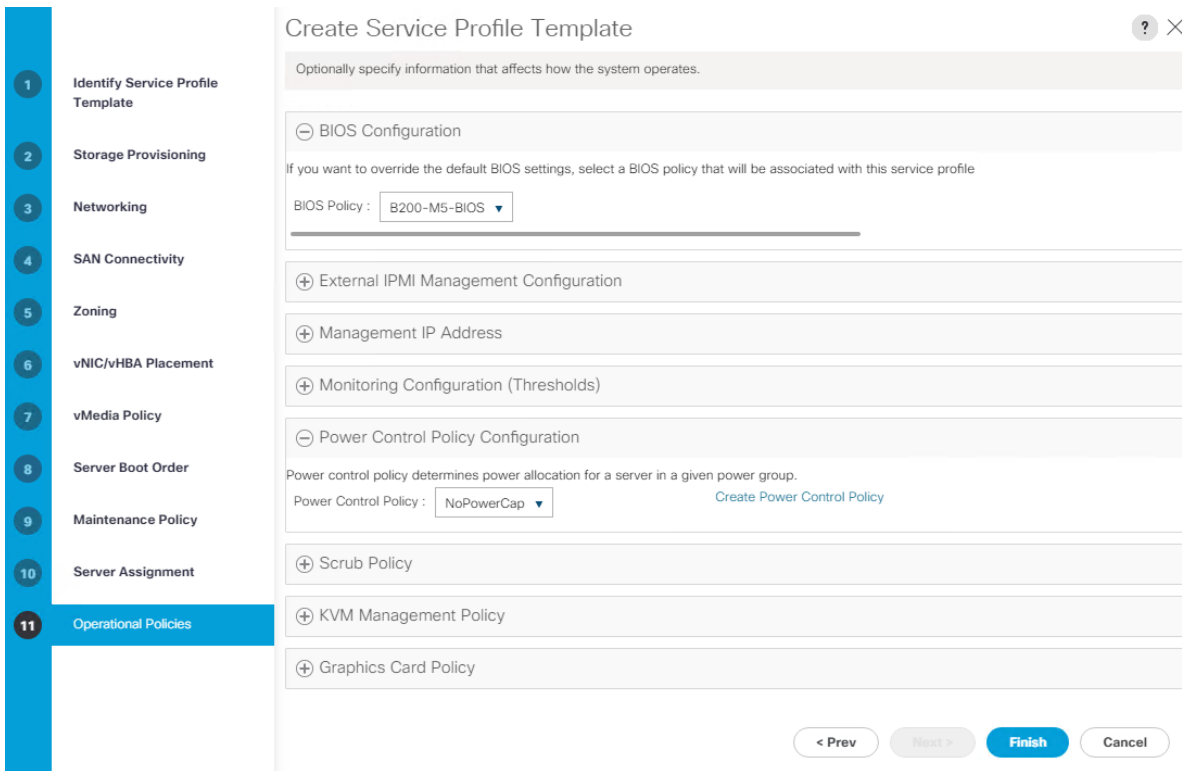 Create Service Profile Template
?
Optionally specify information that affects how the system operates.
1
Identify Service Profile
Template
2
Storage Provisioning
3
Networking
4
SAN Connectivity
5
Zoning
6
vNIC/vHBA Placement
7
vMedia Policy
8
Server Boot Order
9
Maintenance Policy
10
Server Assignment
11
Operational Policies
BIOS Configuration
If you want to override the default BIOS settings, select a BIOS policy that will be associated with this service profile
BIOS Policy : B200-M5-BIOS
External IPMI Management Configuration
Management IP Address
Monitoring Configuration (Thresholds)
Power Control Policy Configuration
Power control policy determines power allocation for a server in a given power group.
Power Control Policy : NoPowerCap Create Power Control Policy
Scrub Policy
KVM Management Policy
Graphics Card Policy
< Prev Next > Finish Cancel